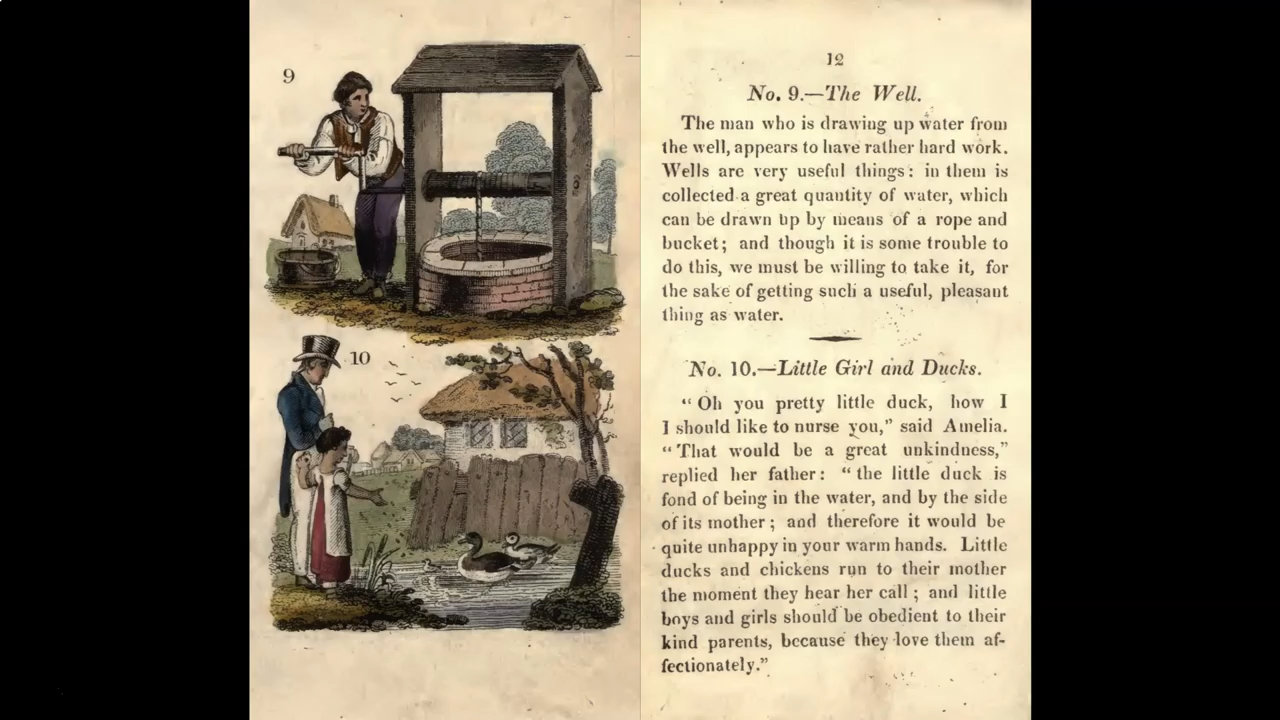 9
10
12
No. 9.—The Well.
The man who is drawing up water from
the well, appears to have rather hard work.
Wells are very useful things: in them is
collected a great quantity of water, which
can be drawn up by means of a rope and
bucket; and though it is some trouble to
do this, we must be willing to take it, for
the sake of getting such a useful, pleasant
thing as water.
No. 10.—Little Girl and Ducks.
“ Oh you pretty little duck, how I
I should like to nurse you,” said Amelia.
“ That would be a great unkindness,”
replied her father: “ the little duck is
fond of being in the water, and by the side
of its mother; and therefore it would be
quite unhappy in your warm hands. Little
ducks and chickens run to their mother
the moment they hear her call; and little
boys and girls should be obedient to their
kind parents, because they love them af-
fectionately.”